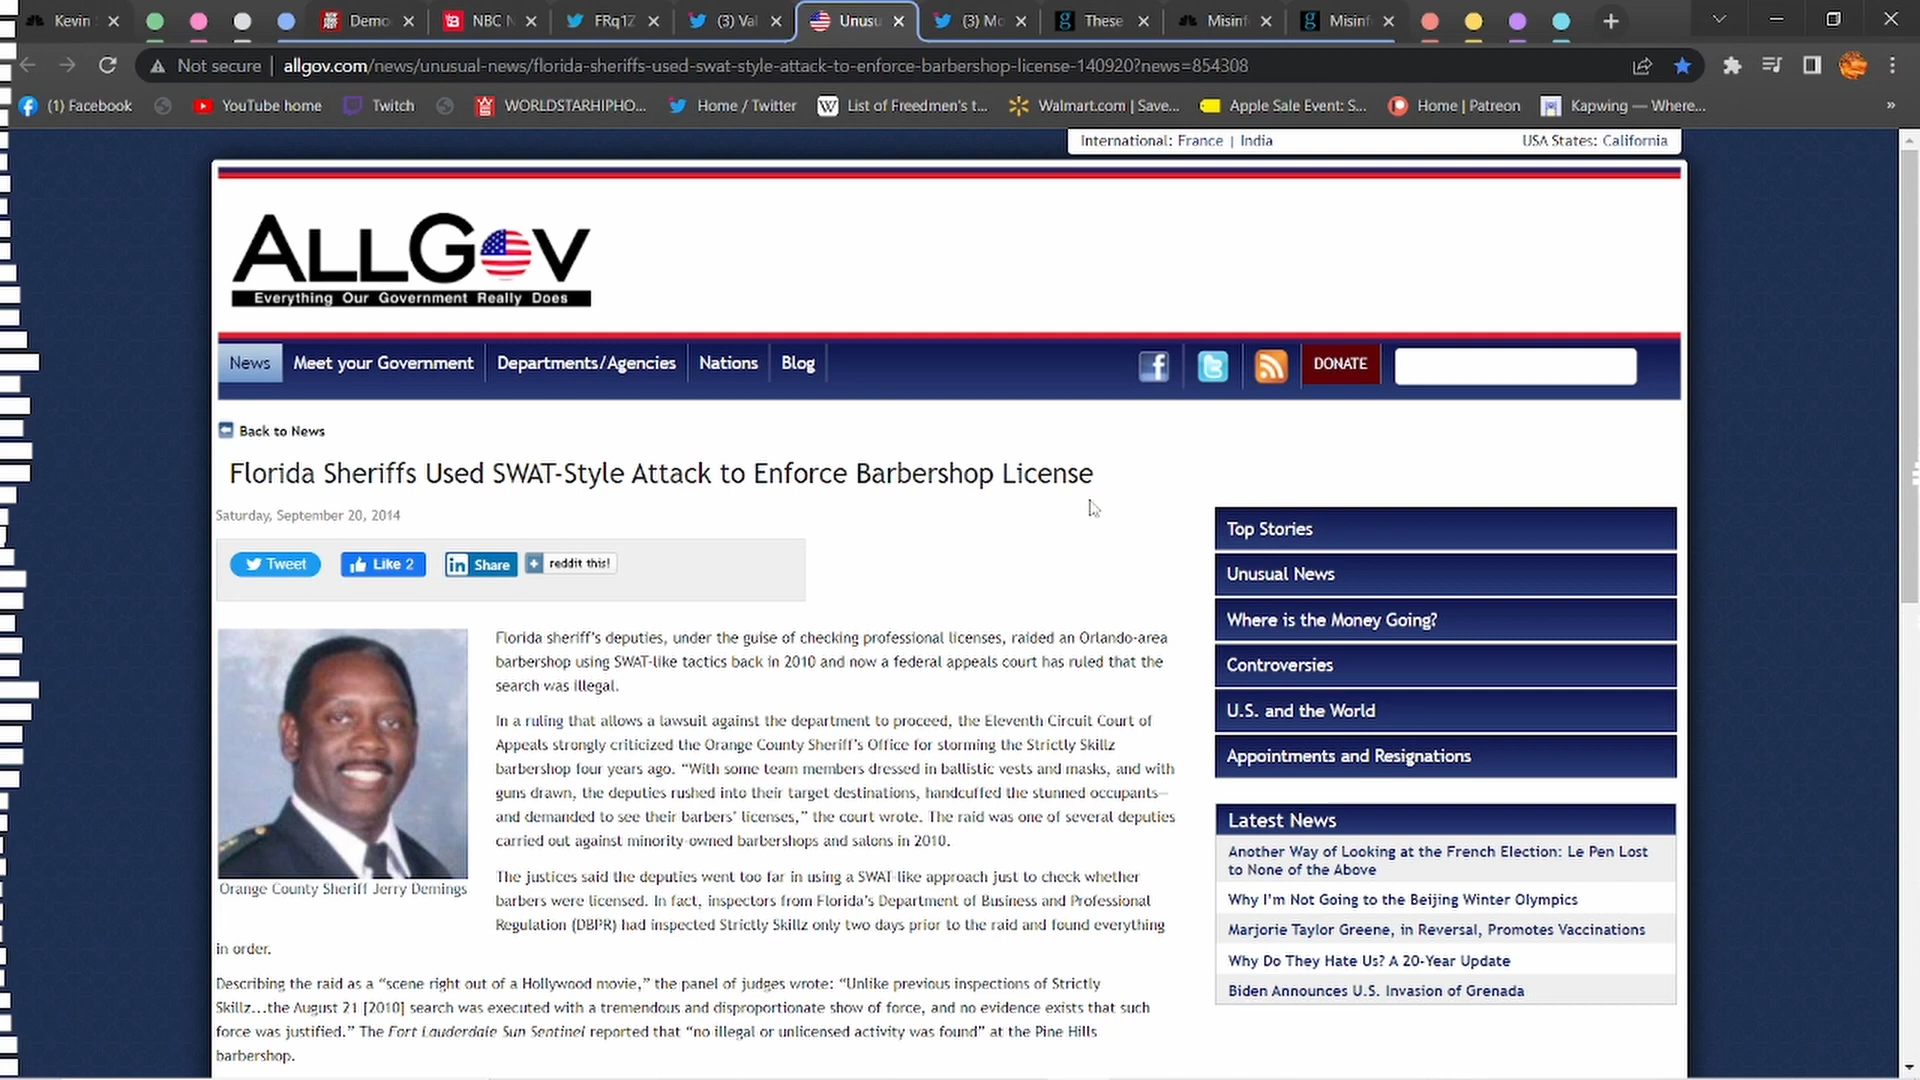 Kevin
Demo
NBC N
FRq1Z
(3) Val
Unusu
(3) Mo
These
Misinf
Misinf
Not secure | allgov.com/news/unusual-news/florida-sheriffs-used-swat-style-attack-to-enforce-barbershop-license-140920?news=854308
(1) Facebook
YouTube home
Twitch
WORLDSTARHIPHO...
Home / Twitter
List of Freedmen's t...
Walmart.com | Save...
Apple Sale Event: S...
Home | Patreon
Kapwing — Where...
»
International: France | India
USA States: California
ALLGOV
Everything Our Government Really Does
News
Meet your Government
Departments/Agencies
Nations
Blog
DONATE
Back to News
Florida Sheriffs Used SWAT-Style Attack to Enforce Barbershop License
Saturday, September 20, 2014
Tweet
Like 2
in Share
reddit this!
Florida sheriff's deputies, under the guise of checking professional licenses, raided an Orlando-area
barbershop using SWAT-like tactics back in 2010 and now a federal appeals court has ruled that the
search was illegal.
In a ruling that allows a lawsuit against the department to proceed, the Eleventh Circuit Court of
Appeals strongly criticized the Orange County Sheriff's Office for storming the Strictly Skillz
barbershop four years ago. “With some team members dressed in ballistic vests and masks, and with
guns drawn, the deputies rushed into their target destinations, handcuffed the stunned occupants—
and demanded to see their barbers' licenses,” the court wrote. The raid was one of several deputies
carried out against minority-owned barbershops and salons in 2010.
The justices said the deputies went too far in using a SWAT-like approach just to check whether
barbers were licensed. In fact, inspectors from Florida's Department of Business and Professional
Regulation (DBPR) had inspected Strictly Skillz only two days prior to the raid and found everything
in order.
Orange County Sheriff Jerry Demings
Describing the raid as a “scene right out of a Hollywood movie,” the panel of judges wrote: “Unlike previous inspections of Strictly
Skillz...the August 21 [2010] search was executed with a tremendous and disproportionate show of force, and no evidence exists that such
force was justified.” The Fort Lauderdale Sun Sentinel reported that “no illegal or unlicensed activity was found” at the Pine Hills
barbershop.
Top Stories
Unusual News
Where is the Money Going?
Controversies
U.S. and the World
Appointments and Resignations
Latest News
Another Way of Looking at the French Election: Le Pen Lost
to None of the Above
Why I'm Not Going to the Beijing Winter Olympics
Marjorie Taylor Greene, in Reversal, Promotes Vaccinations
Why Do They Hate Us? A 20-Year Update
Biden Announces U.S. Invasion of Grenada